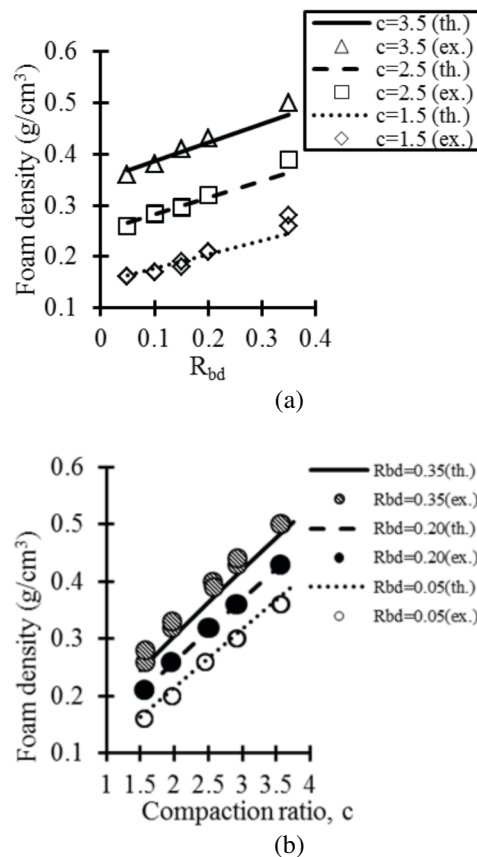 c=3.5 (th.)
c=3.5 (ex.)
c=2.5 (th.)
c=2.5 (ex.)
c=1.5 (th.)
c=1.5 (ex.)
Foam density (g/cm³)
0.6
0.5
0.4
0.3
0.2
0.1
0 0.1 0.2 0.3 0.4
R_bd
(a)
Rbd=0.35(th.)
Rbd=0.35(ex.)
Rbd=0.20(th.)
Rbd=0.20(ex.)
Rbd=0.05(th.)
Rbd=0.05(ex.)
Foam density (g/cm³)
0.6
0.5
0.4
0.3
0.2
0.1
1 1.5 2 2.5 3 3.5 4
Compaction ratio, c
(b)